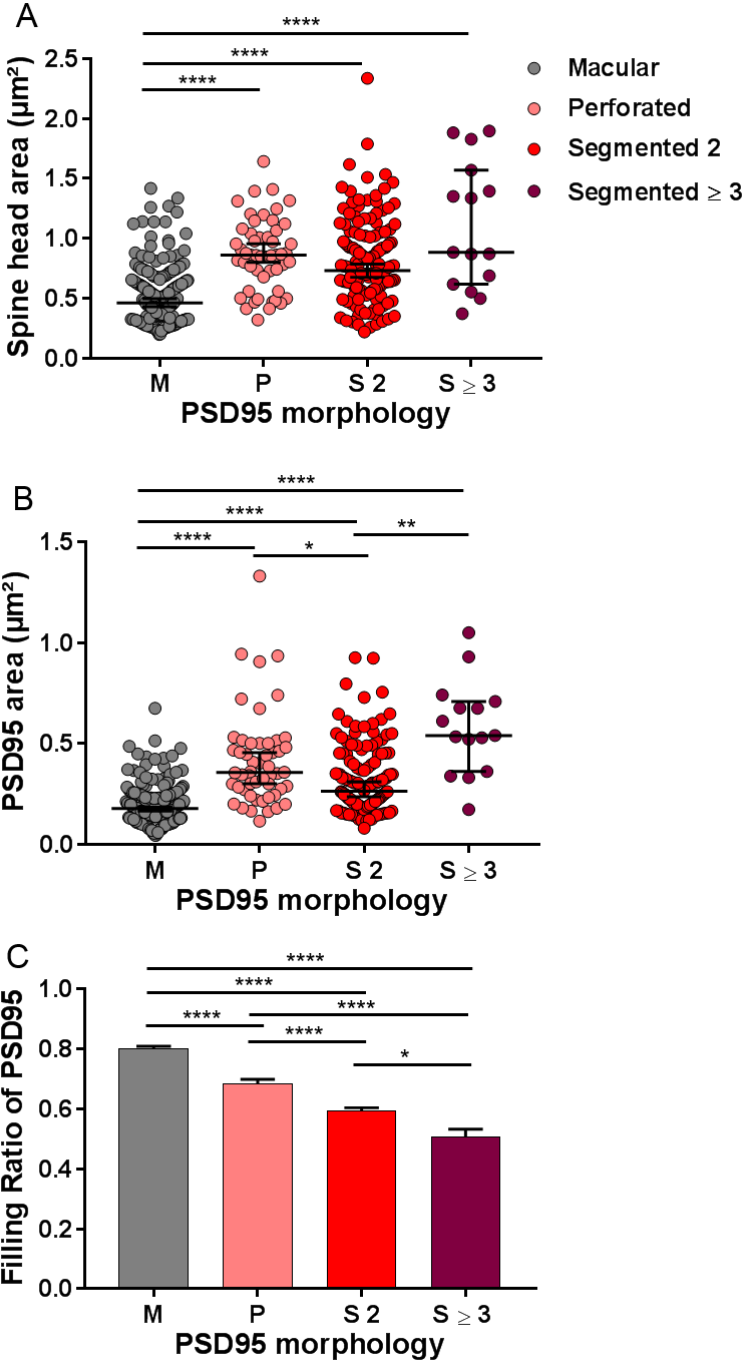 A
****
****
****
2.5
2.0
1.5
1.0
0.5
0.0
Spine head area (μm²)
M P S 2 S ≥ 3
PSD95 morphology
Macular
Perforated
Segmented 2
Segmented ≥ 3
B
****
****
**
****
*
1.5
1.0
0.5
0.0
PSD95 area (μm²)
M P S 2 S ≥ 3
PSD95 morphology
C
****
****
****
****
****
*
1.0
0.8
0.6
0.4
0.2
0.0
Filling Ratio of PSD95
M P S 2 S ≥ 3
PSD95 morphology